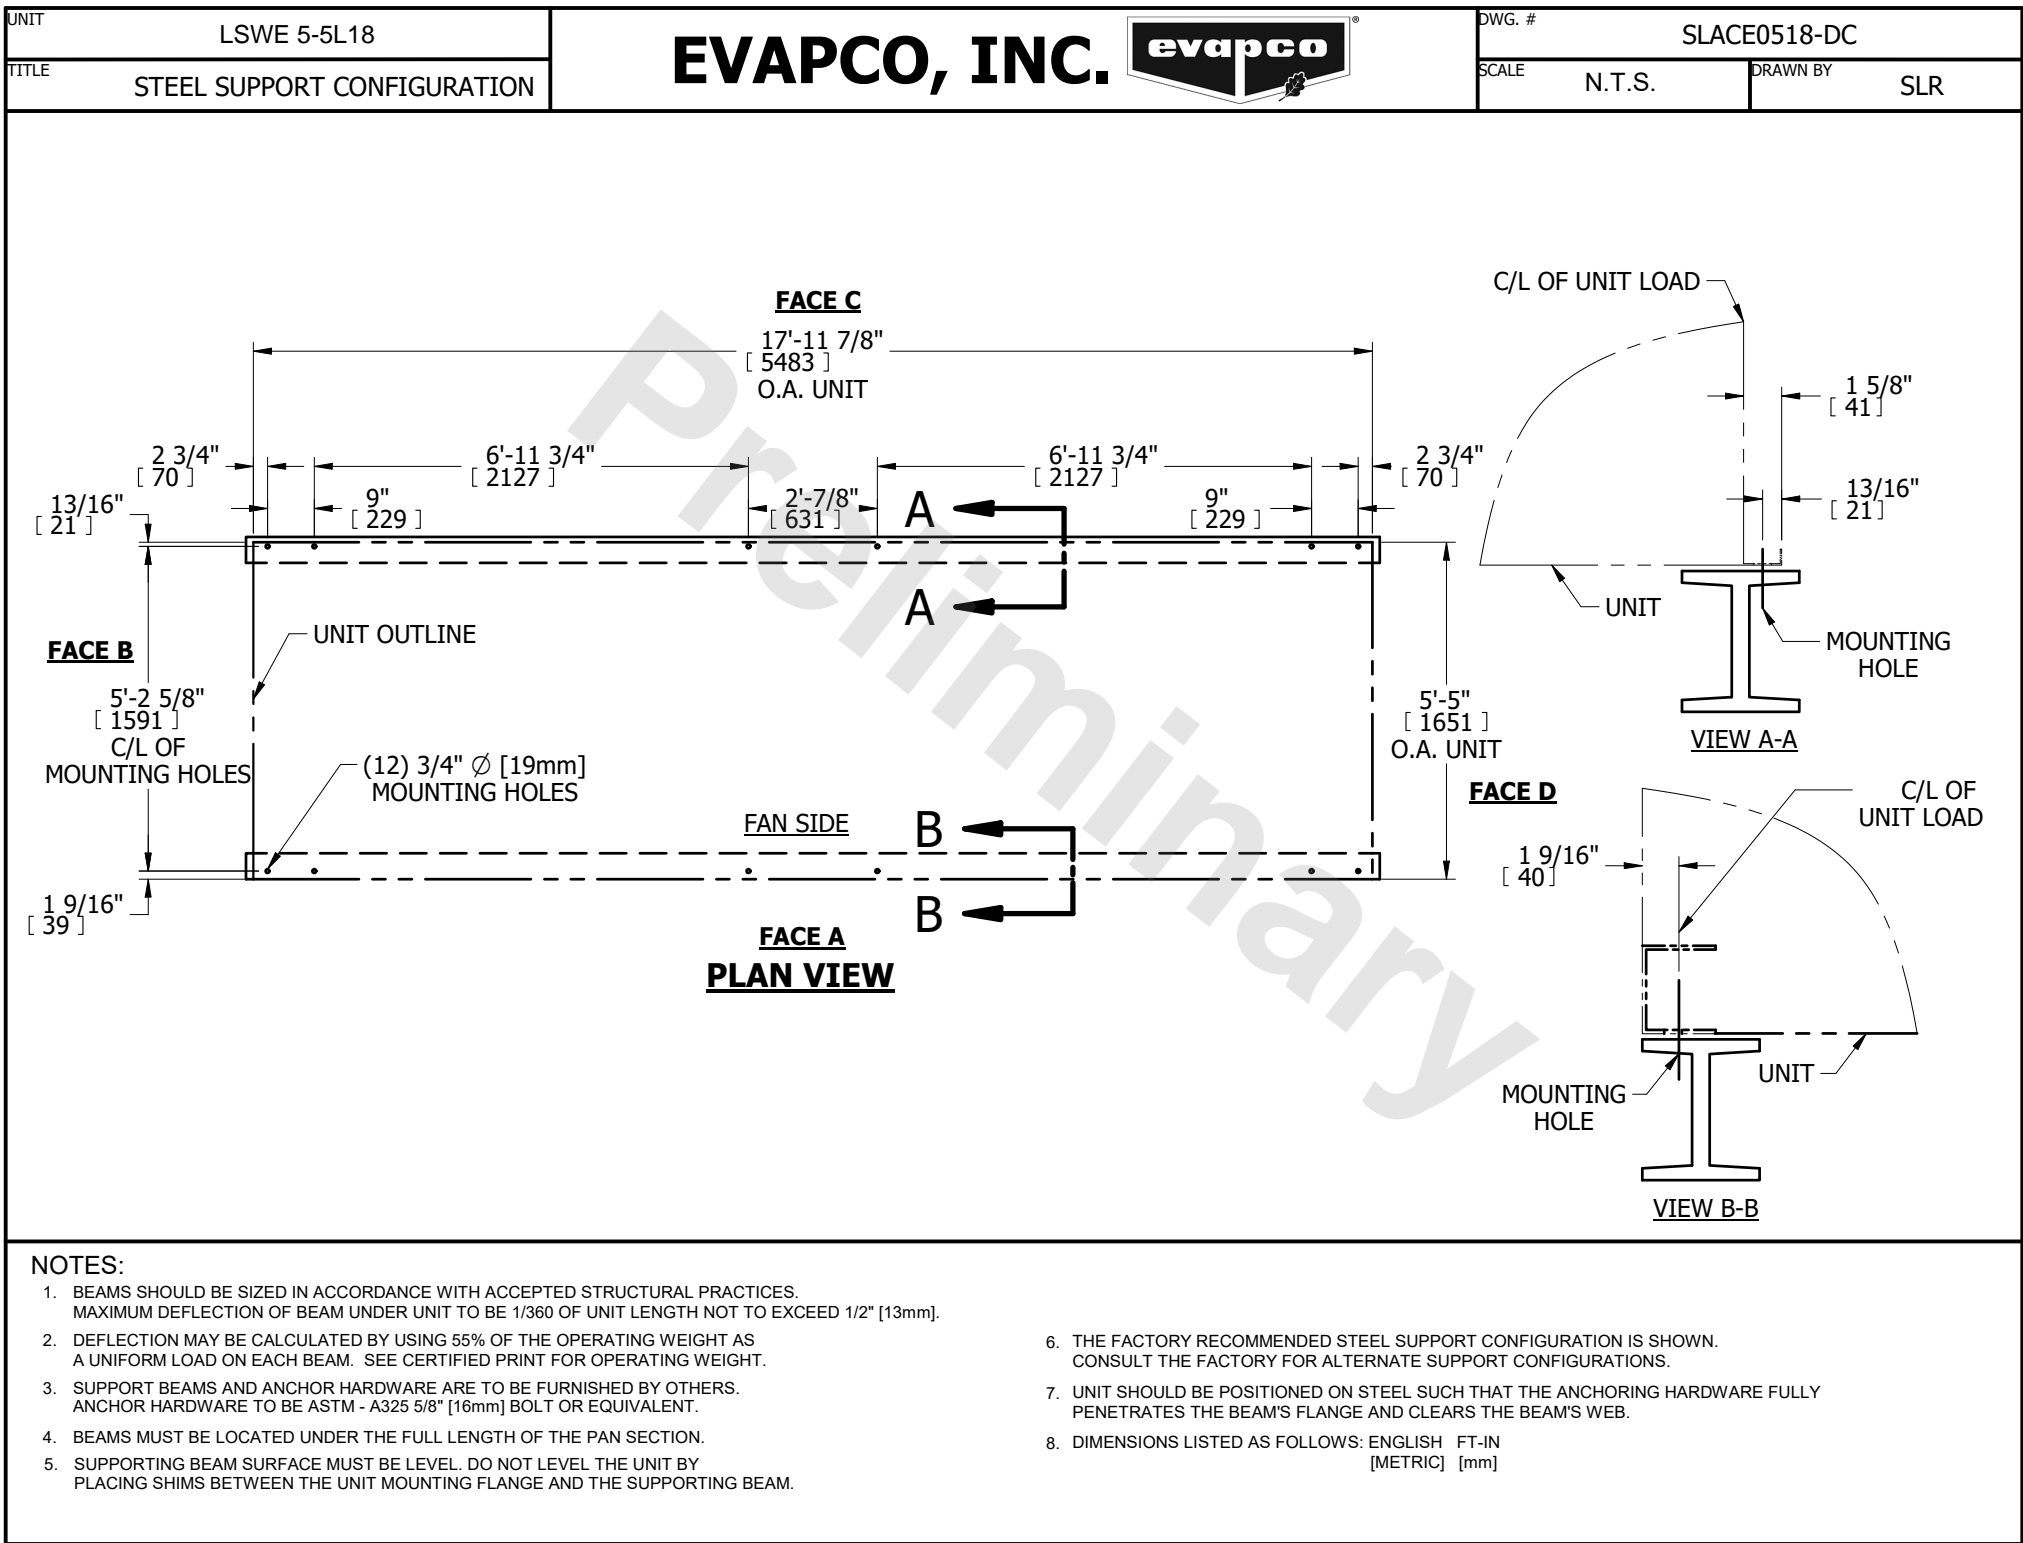 UNIT
LSWE 5-5L18
TITLE
STEEL SUPPORT CONFIGURATION
EVAPCO, INC.
evapco
®
DWG. #
SLACE0518-DC
SCALE
N.T.S.
DRAWN BY
SLR
FACE C
17'-11 7/8"
[ 5483 ]
O.A. UNIT
2 3/4"
[ 70 ]
6'-11 3/4"
[ 2127 ]
6'-11 3/4"
[ 2127 ]
2 3/4"
[ 70 ]
13/16"
[ 21 ]
9"
[ 229 ]
2'-7/8"
[ 631 ]
9"
[ 229 ]
A
A
UNIT OUTLINE
FACE B
5'-2 5/8"
[ 1591 ]
C/L OF
MOUNTING HOLES
(12) 3/4" ∅ [19mm]
MOUNTING HOLES
FAN SIDE
B
B
1 9/16"
[ 39 ]
5'-5"
[ 1651 ]
O.A. UNIT
FACE D
FACE A
PLAN VIEW
Preliminary
C/L OF UNIT LOAD
1 5/8"
[ 41 ]
13/16"
[ 21 ]
UNIT
MOUNTING
HOLE
VIEW A-A
C/L OF
UNIT LOAD
1 9/16"
[ 40 ]
UNIT
MOUNTING
HOLE
VIEW B-B
NOTES:
1. BEAMS SHOULD BE SIZED IN ACCORDANCE WITH ACCEPTED STRUCTURAL PRACTICES.
MAXIMUM DEFLECTION OF BEAM UNDER UNIT TO BE 1/360 OF UNIT LENGTH NOT TO EXCEED 1/2" [13mm].
2. DEFLECTION MAY BE CALCULATED BY USING 55% OF THE OPERATING WEIGHT AS
A UNIFORM LOAD ON EACH BEAM. SEE CERTIFIED PRINT FOR OPERATING WEIGHT.
3. SUPPORT BEAMS AND ANCHOR HARDWARE ARE TO BE FURNISHED BY OTHERS.
ANCHOR HARDWARE TO BE ASTM - A325 5/8" [16mm] BOLT OR EQUIVALENT.
4. BEAMS MUST BE LOCATED UNDER THE FULL LENGTH OF THE PAN SECTION.
5. SUPPORTING BEAM SURFACE MUST BE LEVEL. DO NOT LEVEL THE UNIT BY
PLACING SHIMS BETWEEN THE UNIT MOUNTING FLANGE AND THE SUPPORTING BEAM.
6. THE FACTORY RECOMMENDED STEEL SUPPORT CONFIGURATION IS SHOWN.
CONSULT THE FACTORY FOR ALTERNATE SUPPORT CONFIGURATIONS.
7. UNIT SHOULD BE POSITIONED ON STEEL SUCH THAT THE ANCHORING HARDWARE FULLY
PENETRATES THE BEAM'S FLANGE AND CLEARS THE BEAM'S WEB.
8. DIMENSIONS LISTED AS FOLLOWS: ENGLISH FT-IN
[METRIC] [mm]